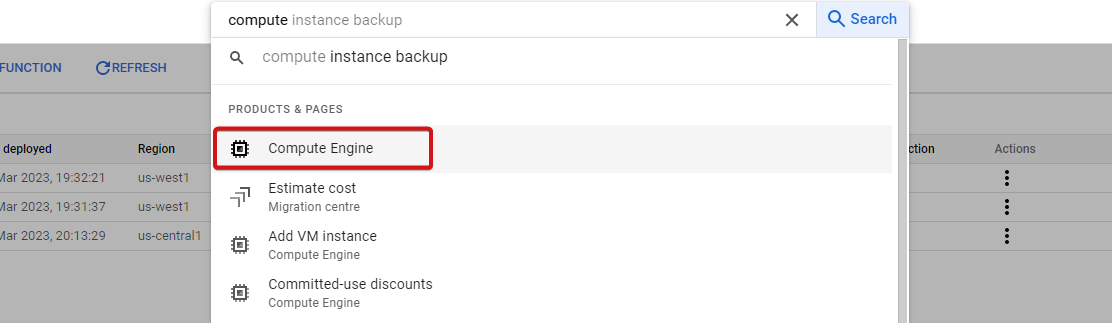 compute instance backup
Search
compute instance backup
FUNCTION
REFRESH
PRODUCTS & PAGES
deployed Region ction Actions
Compute Engine
Mar 2023, 19:32:21 us-west1
Estimate cost
Migration centre
Mar 2023, 19:31:37 us-west1
Add VM instance
Compute Engine
Mar 2023, 20:13:29 us-central1
Committed-use discounts
Compute Engine